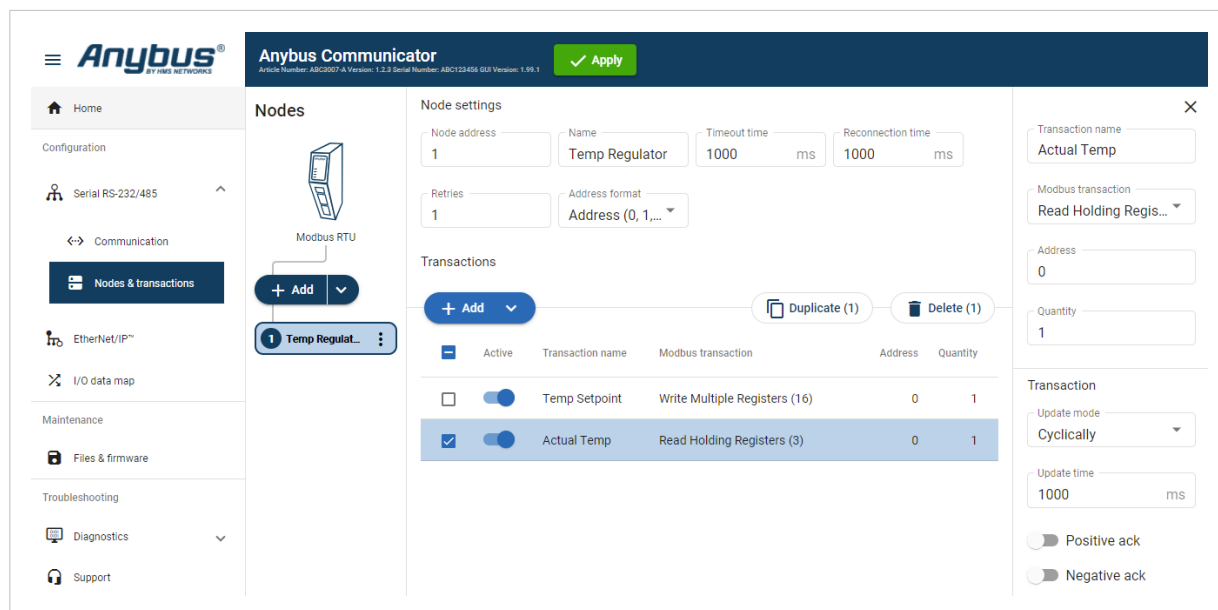 Anybus®
BY HMS NETWORKS
Anybus Communicator
Article Number: ABC3007-A Version: 1.2.3 Serial Number: ABC123456 GUI Version: 1.99.1
Apply
Home
Configuration
Serial RS-232/485
Communication
Nodes & transactions
EtherNet/IP™
I/O data map
Maintenance
Files & firmware
Troubleshooting
Diagnostics
Support
Nodes
Modbus RTU
Add
1 Temp Regulat...
Node settings
Node address
1
Name
Temp Regulator
Timeout time
1000 ms
Reconnection time
1000 ms
Retries
1
Address format
Address (0, 1,...
Transactions
Add
Duplicate (1)
Delete (1)
Active Transaction name Modbus transaction Address Quantity
Temp Setpoint Write Multiple Registers (16) 0 1
Actual Temp Read Holding Registers (3) 0 1
Transaction name
Actual Temp
Modbus transaction
Read Holding Regis...
Address
0
Quantity
1
Transaction
Update mode
Cyclically
Update time
1000 ms
Positive ack
Negative ack